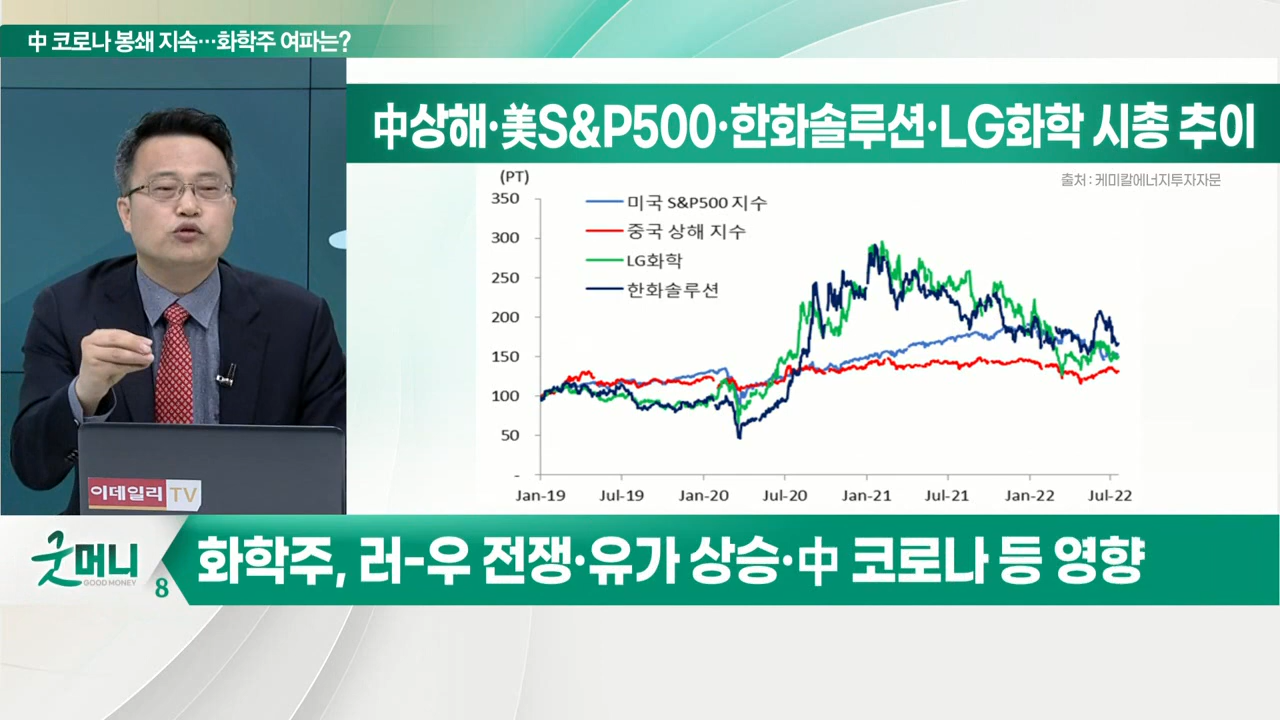 中 코로나 봉쇄 지속…화학주 여파는?
中상해·美S&P500·한화솔루션·LG화학 시총 추이
출처 : 케미칼에너지투자자문
(PT)
350
300
250
200
150
100
50
-
미국 S&P500 지수
중국 상해 지수
LG화학
한화솔루션
Jan-19 Jul-19 Jan-20 Jul-20 Jan-21 Jul-21 Jan-22 Jul-22
이데일리 TV
굿머니
GOOD MONEY
8
화학주, 러-우 전쟁·유가 상승·中 코로나 등 영향